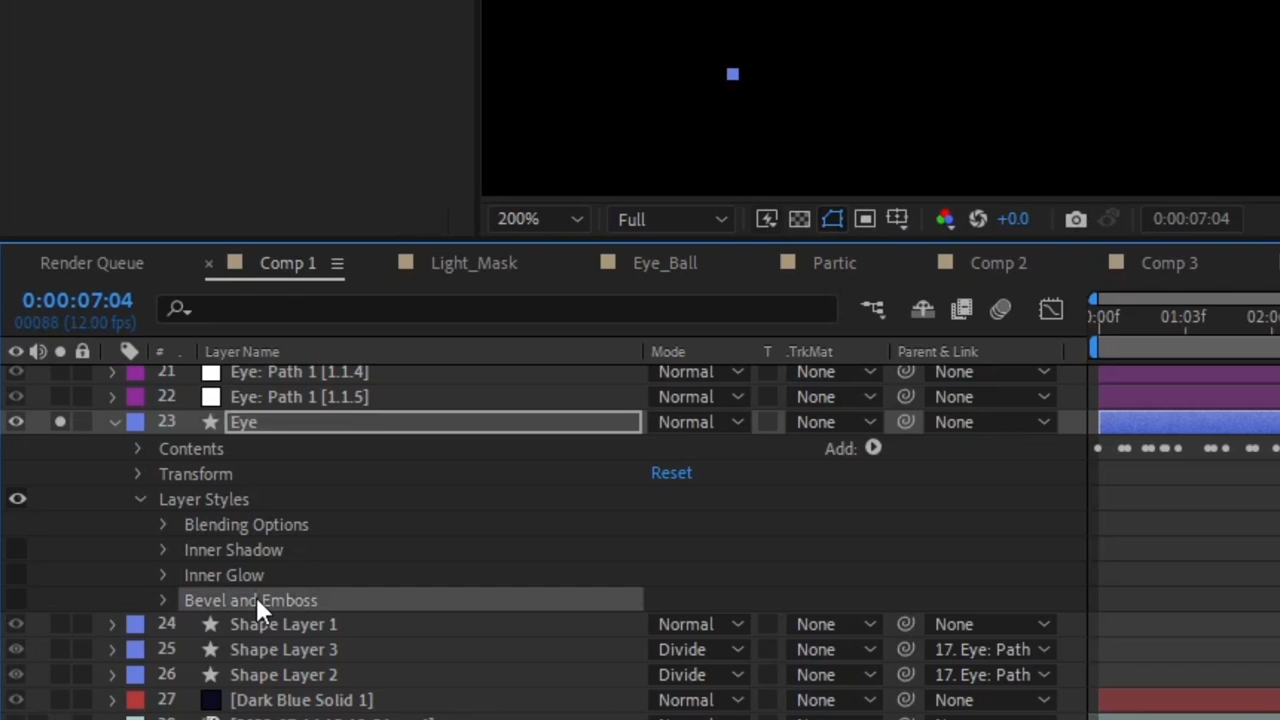 200% Full +0.0 0:00:07:04
Render Queue × Comp 1 Light_Mask Eye_Ball Partic Comp 2 Comp 3
0:00:07:04
00088 (12.00 fps)
:00f 01:03f 02:0
# . Layer Name Mode T .TrkMat Parent & Link
21 Eye: Path 1 [1.1.4] Normal None None
22 Eye: Path 1 [1.1.5] Normal None None
23 Eye Normal None None
Contents Add:
Transform Reset
Layer Styles
Blending Options
Inner Shadow
Inner Glow
Bevel and Emboss
24 Shape Layer 1 Normal None None
25 Shape Layer 3 Divide None 17. Eye: Path
26 Shape Layer 2 Divide None 17. Eye: Path
27 [Dark Blue Solid 1] Normal None None